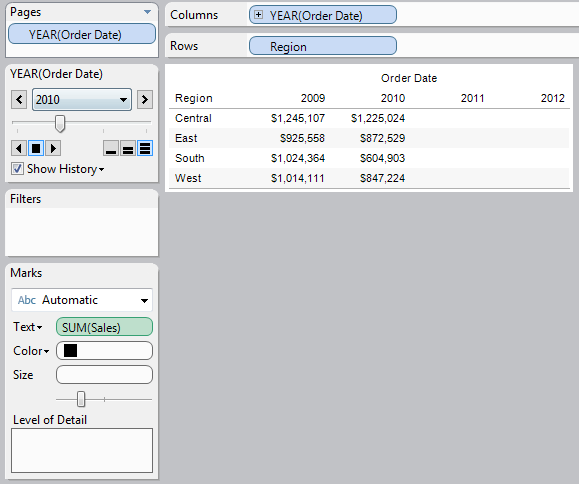 Pages
YEAR(Order Date)
YEAR(Order Date)
2010
Show History
Filters
Marks
Abc Automatic
Text SUM(Sales)
Color
Size
Level of Detail
Columns YEAR(Order Date)
Rows Region
Order Date
Region 2009 2010 2011 2012
Central $1,245,107 $1,225,024
East $925,558 $872,529
South $1,024,364 $604,903
West $1,014,111 $847,224